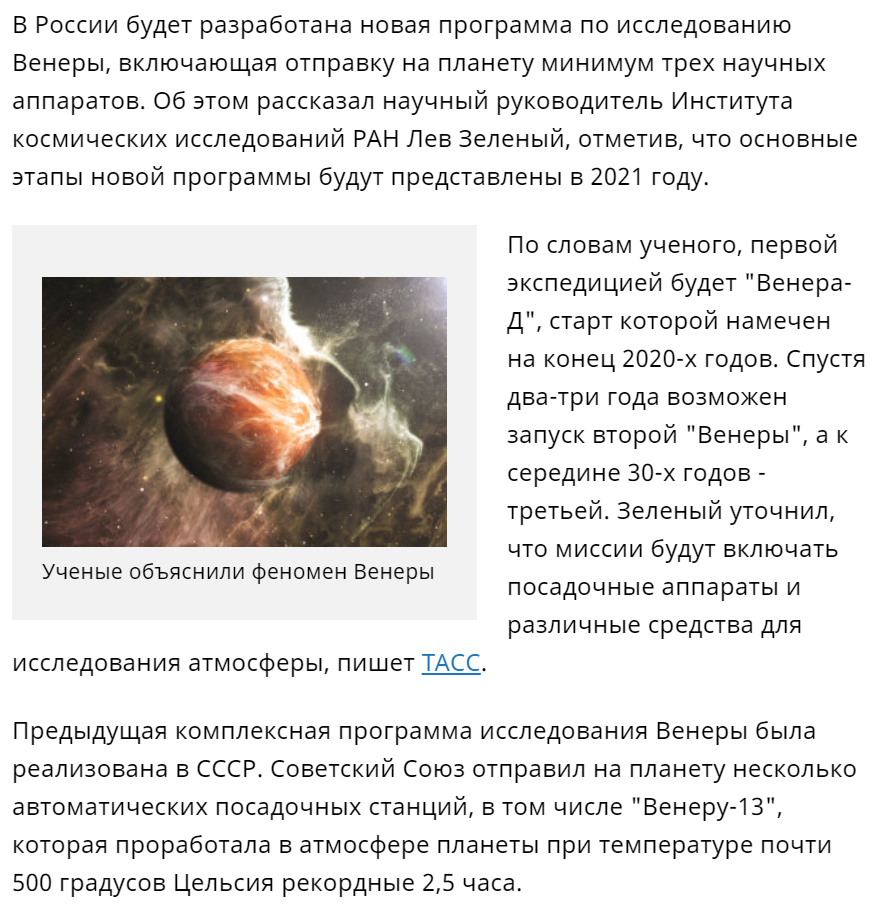 В России будет разработана новая программа по исследованию
Венеры, включающая отправку на планету минимум трех научных
аппаратов. Об этом рассказал научный руководитель Института
космических исследований РАН Лев Зеленый, отметив, что основные
этапы новой программы будут представлены в 2021 году.
Ученые объяснили феномен Венеры
По словам ученого, первой
экспедицией будет "Венера-
Д", старт которой намечен
на конец 2020-х годов. Спустя
два-три года возможен
запуск второй "Венеры", а к
середине 30-х годов -
третьей. Зеленый уточнил,
что миссии будут включать
посадочные аппараты и
различные средства для
исследования атмосферы, пишет ТАСС.
Предыдущая комплексная программа исследования Венеры была
реализована в СССР. Советский Союз отправил на планету несколько
автоматических посадочных станций, в том числе "Венеру-13",
которая проработала в атмосфере планеты при температуре почти
500 градусов Цельсия рекордные 2,5 часа.